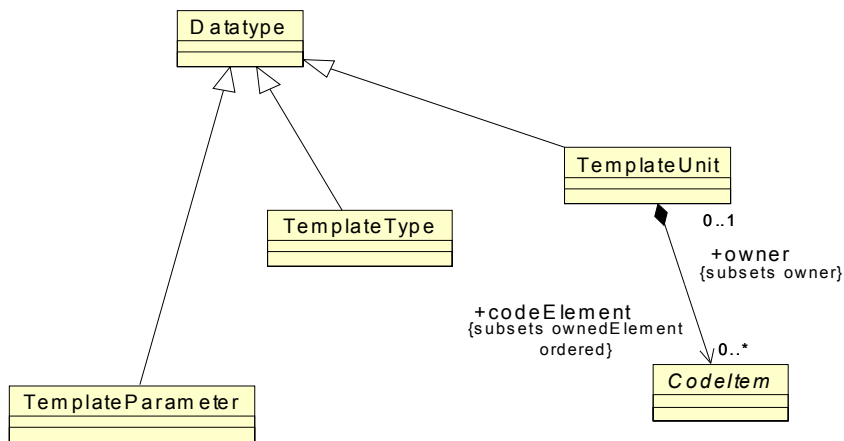 Datatype
TemplateUnit
0..1
TemplateType
+owner
{subsets owner}
+codeElement
{subsets ownedElement
ordered}
0..*
CodeItem
TemplateParameter